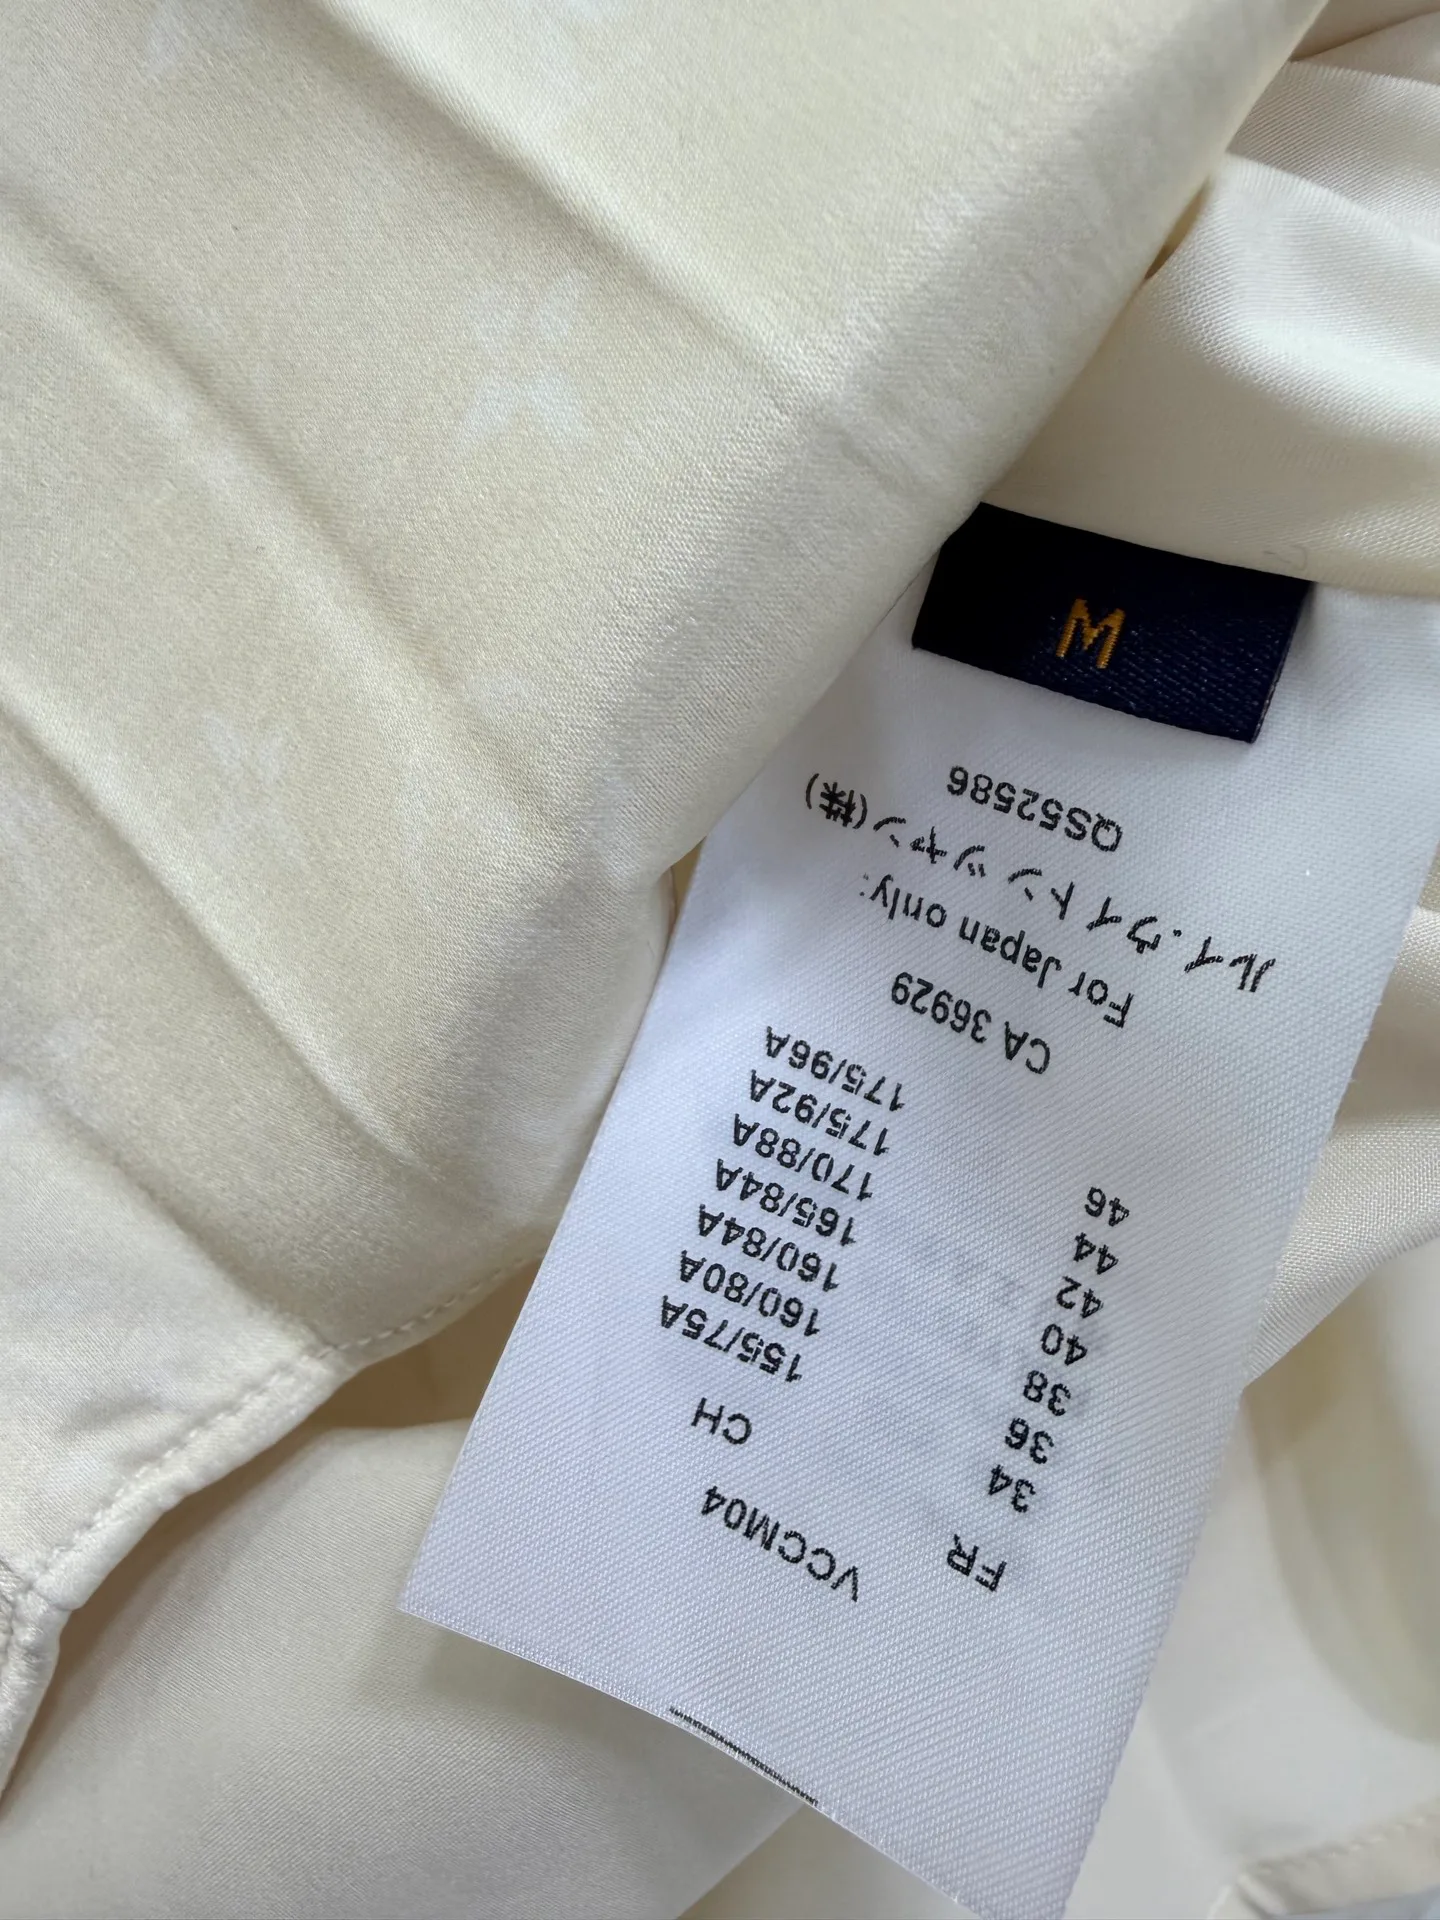 VCCM04
FR CH
34 155/75A
36 160/80A
38 160/84A
40 165/84A
42 170/88A
44 175/92A
46 175/96A
CA 36929
For Japan only:
ルイ.ヴイトン ジヤパン(株)
QS52586
M